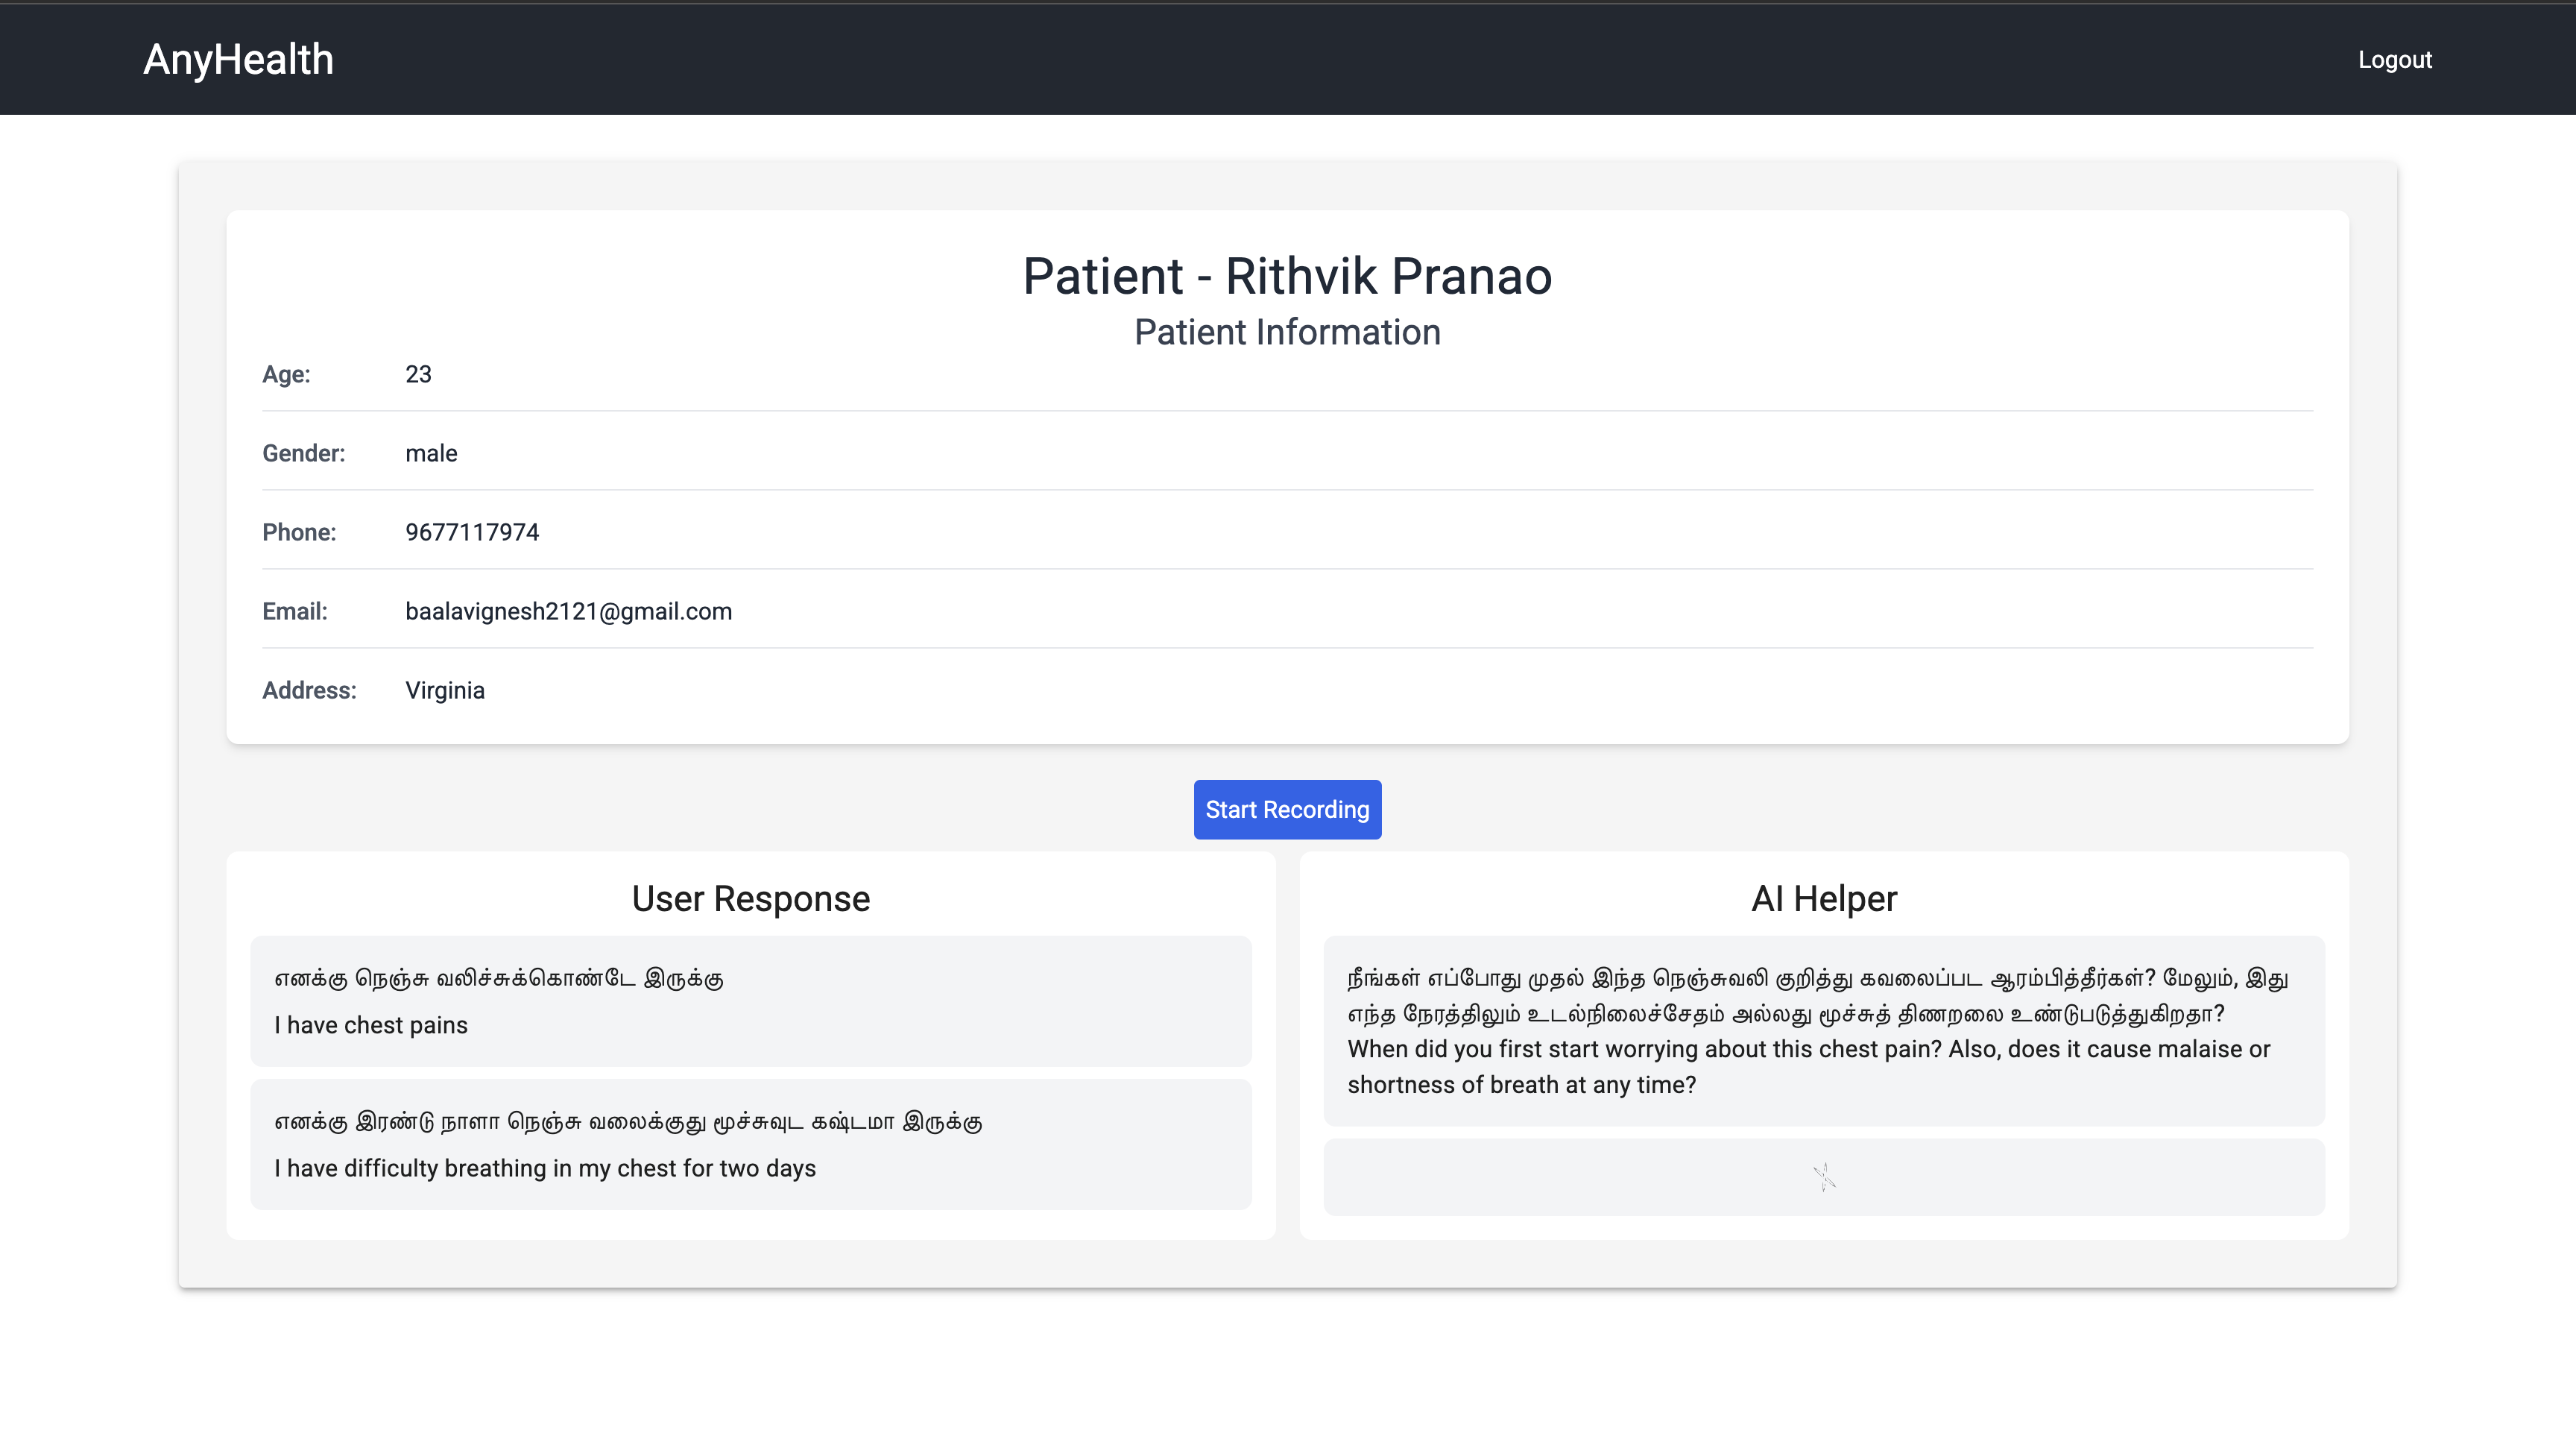 AnyHealth
Logout
Patient - Rithvik Pranao
Patient Information
Age: 23
Gender: male
Phone: 9677117974
Email: baalavignesh2121@gmail.com
Address: Virginia
Start Recording
User Response
எனக்கு நெஞ்சு வலிச்சுக்கொண்டே இருக்கு
I have chest pains
எனக்கு இரண்டு நாளா நெஞ்சு வலைக்குது மூச்சுவுட கஷ்டமா இருக்கு
I have difficulty breathing in my chest for two days
AI Helper
நீங்கள் எப்போது முதல் இந்த நெஞ்சுவலி குறித்து கவலைப்பட ஆரம்பித்தீர்கள்? மேலும், இது
எந்த நேரத்திலும் உடல்நிலைச்சேதம் அல்லது மூச்சுத் திணறலை உண்டுபடுத்துகிறதா?
When did you first start worrying about this chest pain? Also, does it cause malaise or
shortness of breath at any time?